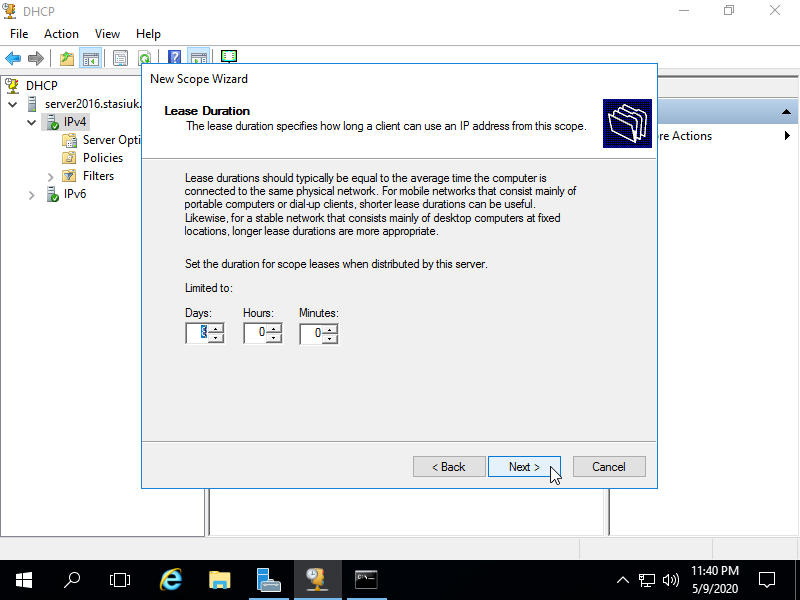 DHCP
File Action View Help
DHCP
server2016.stasiuk.
IPv4
Server Opti
Policies
Filters
IPv6
New Scope Wizard
Lease Duration
The lease duration specifies how long a client can use an IP address from this scope.
Lease durations should typically be equal to the average time the computer is
connected to the same physical network. For mobile networks that consist mainly of
portable computers or dial-up clients, shorter lease durations can be useful.
Likewise, for a stable network that consists mainly of desktop computers at fixed
locations, longer lease durations are more appropriate.
Set the duration for scope leases when distributed by this server.
Limited to:
Days: Hours: Minutes:
0 0
< Back Next > Cancel
re Actions
11:40 PM
5/9/2020